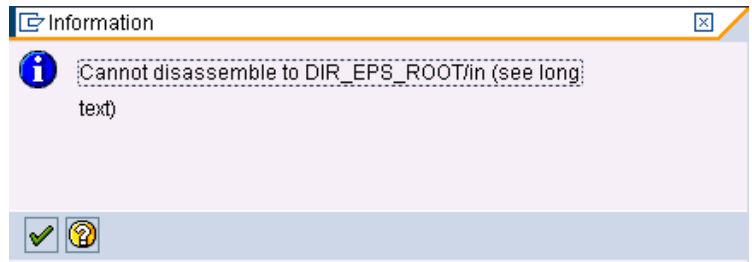 Information
Cannot disassemble to DIR_EPS_ROOT/in (see long
text)